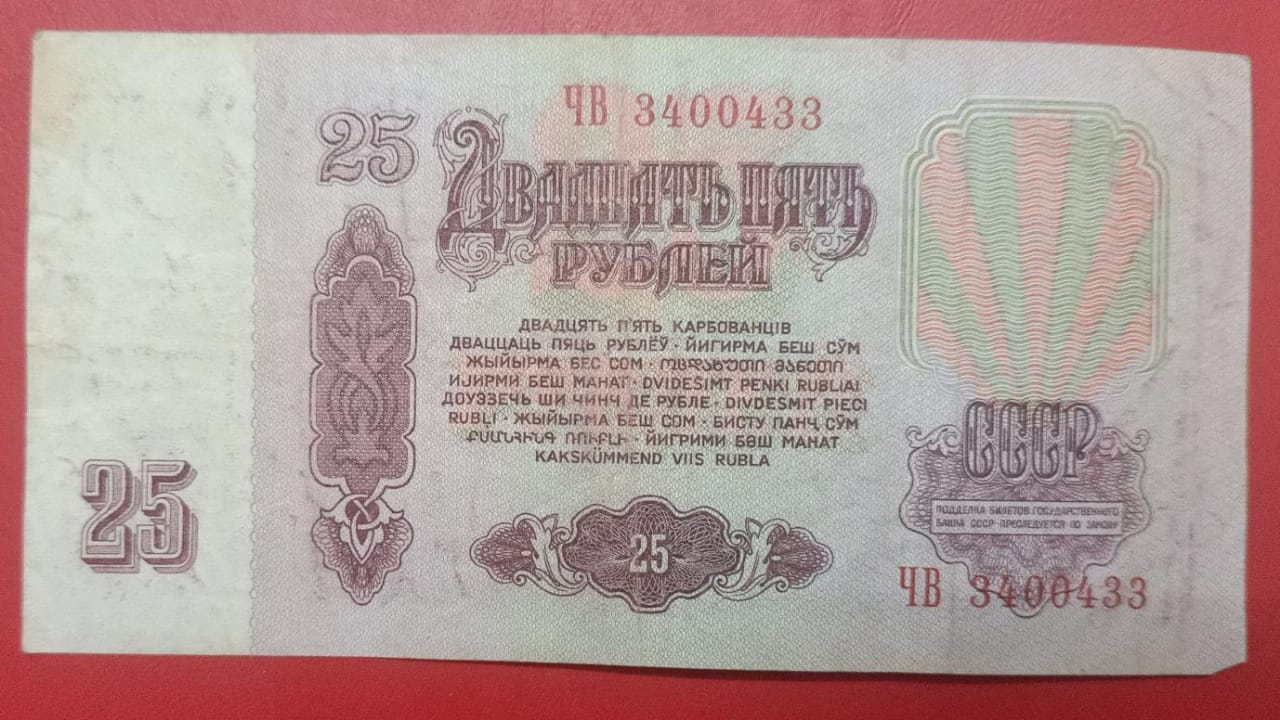 ЧВ 3400433
25
Двадцать пять
рублей
ДВАДЦЯТЬ П'ЯТЬ КАРБОВАНЦІВ
ДВАЦЦАЦЬ ПЯЦЬ РУБЛЁЎ · ЙИГИРМА БЕШ СЎМ
ЖЫЙЫРМА БЕС СОМ · ᲝᲪᲓᲐᲮᲣᲗᲘ ᲛᲐᲜᲔᲗᲘ
ИЈИРМИ БЕШ МАНАТ · DVIDEŠIMT PENKI RUBLIAI
ДОУЭЗЕЧЬ ШИ ЧИНЧ ДЕ РУБЛЕ · DIVDESMIT PIECI
RUBĻI · ЖЫЙЫРМА БЕШ СОМ · БИСТУ ПАНҶ СЎМ
ՔՍԱՆՀԻՆԳ ՌՈՒԲԼԻ · ЙИГРИМИ БӘШ МАНАТ
KAKSKÜMMEND VIIS RUBLA
25
25
СССР
ПОДДЕЛКА БИЛЕТОВ ГОСУДАРСТВЕННОГО
БАНКА СССР ПРЕСЛЕДУЕТСЯ ПО ЗАКОНУ
ЧВ 3400433